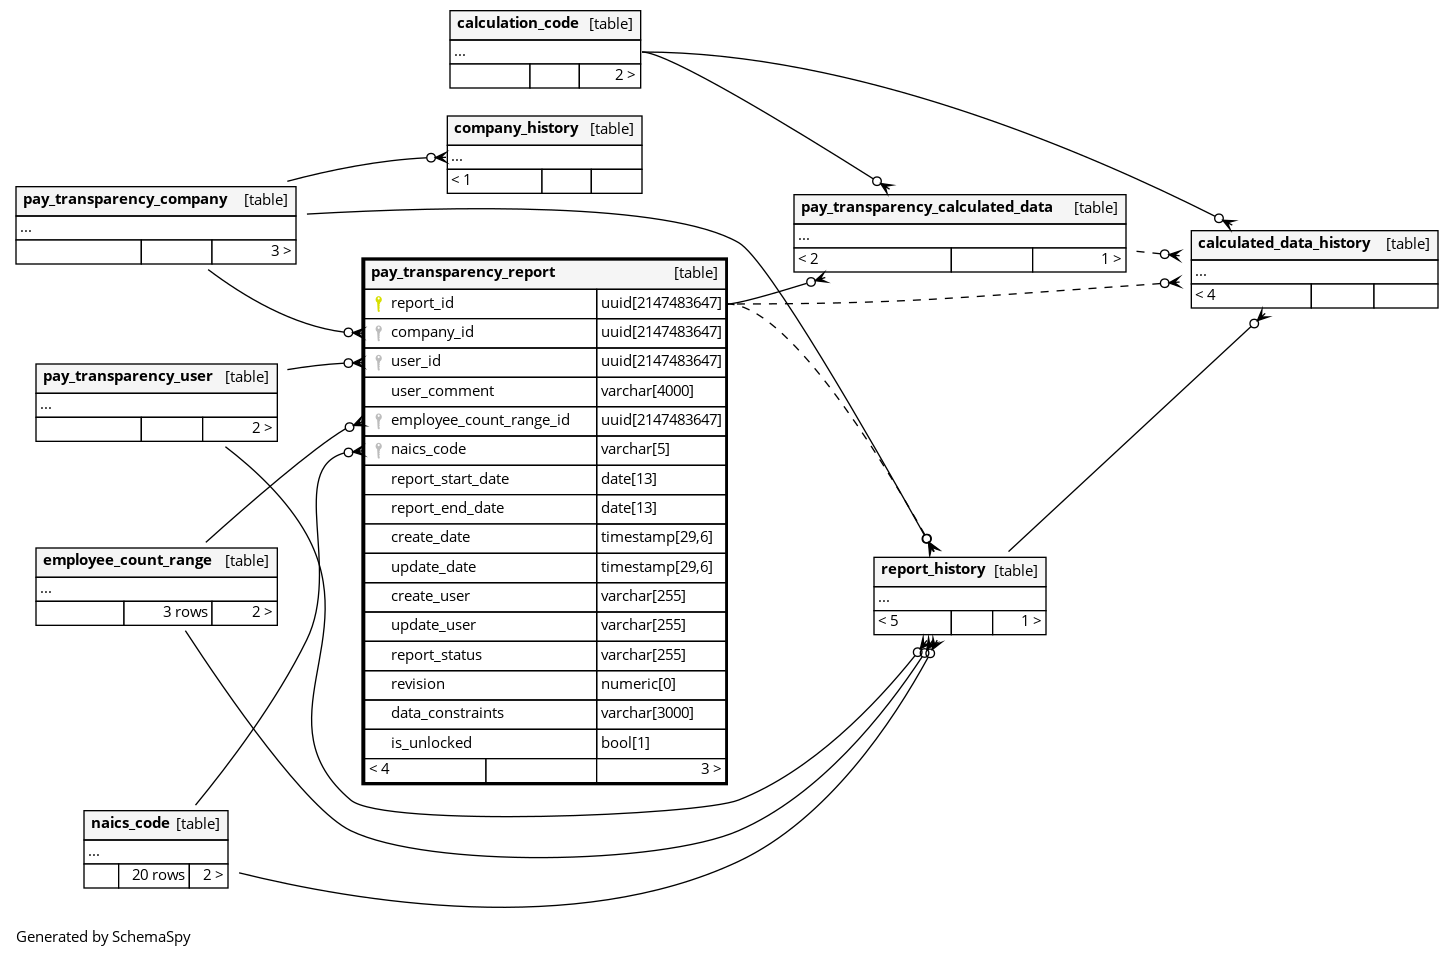 calculation_code [table]
...
2 >
company_history [table]
...
< 1
pay_transparency_company [table]
...
3 >
pay_transparency_calculated_data [table]
...
< 2 1 >
calculated_data_history [table]
...
< 4
pay_transparency_report [table]
report_id uuid[2147483647]
company_id uuid[2147483647]
user_id uuid[2147483647]
user_comment varchar[4000]
employee_count_range_id uuid[2147483647]
naics_code varchar[5]
report_start_date date[13]
report_end_date date[13]
create_date timestamp[29,6]
update_date timestamp[29,6]
create_user varchar[255]
update_user varchar[255]
report_status varchar[255]
revision numeric[0]
data_constraints varchar[3000]
is_unlocked bool[1]
< 4 3 >
pay_transparency_user [table]
...
2 >
employee_count_range [table]
...
3 rows 2 >
report_history [table]
...
< 5 1 >
naics_code [table]
...
20 rows 2 >
Generated by SchemaSpy